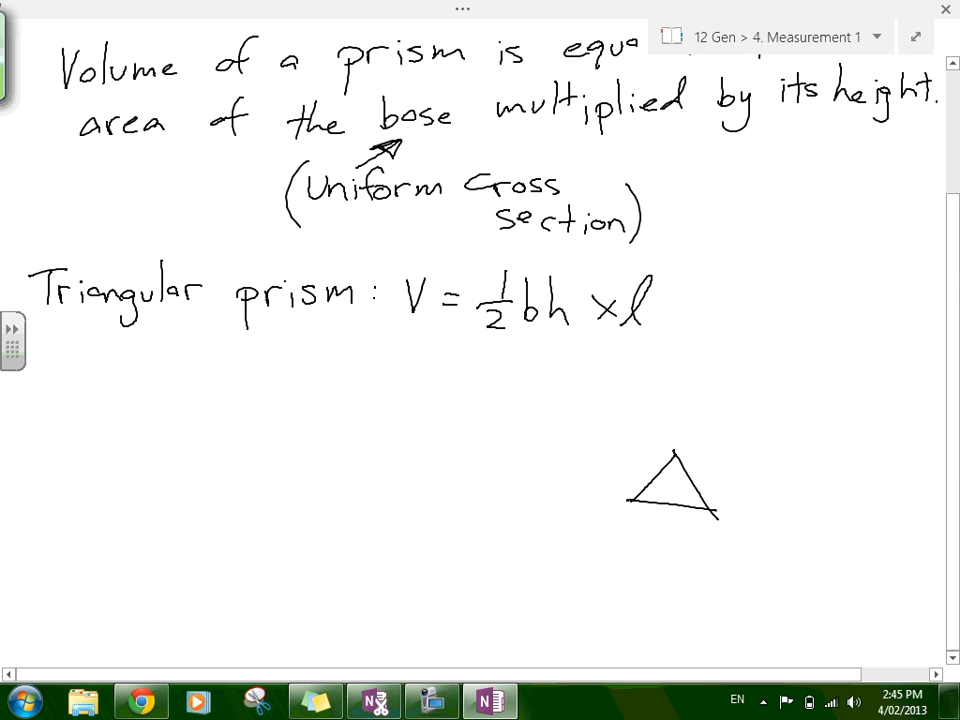 12 Gen > 4. Measurement 1
Volume of a prism is
area of the base multiplied by its height.
(Uniform cross
section)
Triangular prism: V = 1/2 bh × l
EN
2:45 PM
4/02/2013